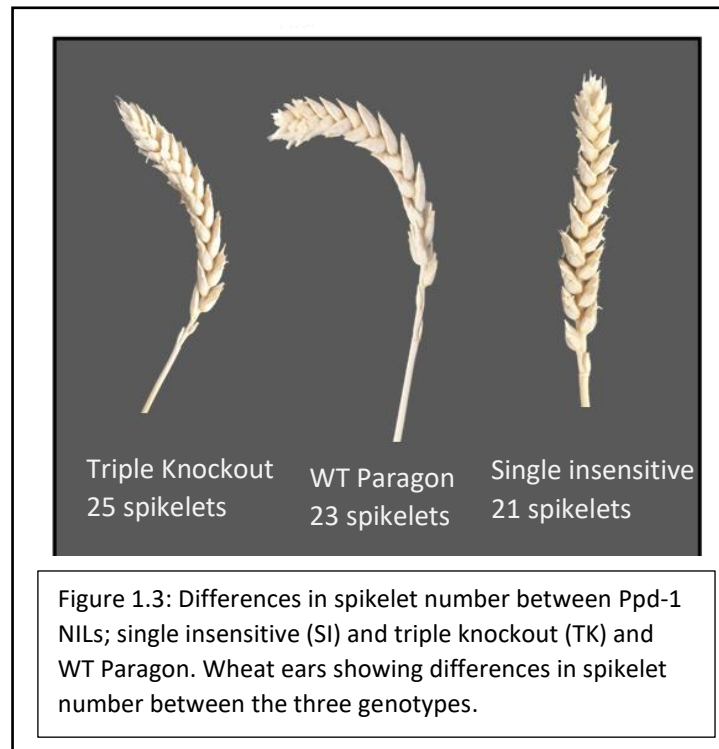 Triple Knockout
25 spikelets
WT Paragon
23 spikelets
Single insensitive
21 spikelets
Figure 1.3: Differences in spikelet number between Ppd-1
NILs; single insensitive (SI) and triple knockout (TK) and
WT Paragon. Wheat ears showing differences in spikelet
number between the three genotypes.